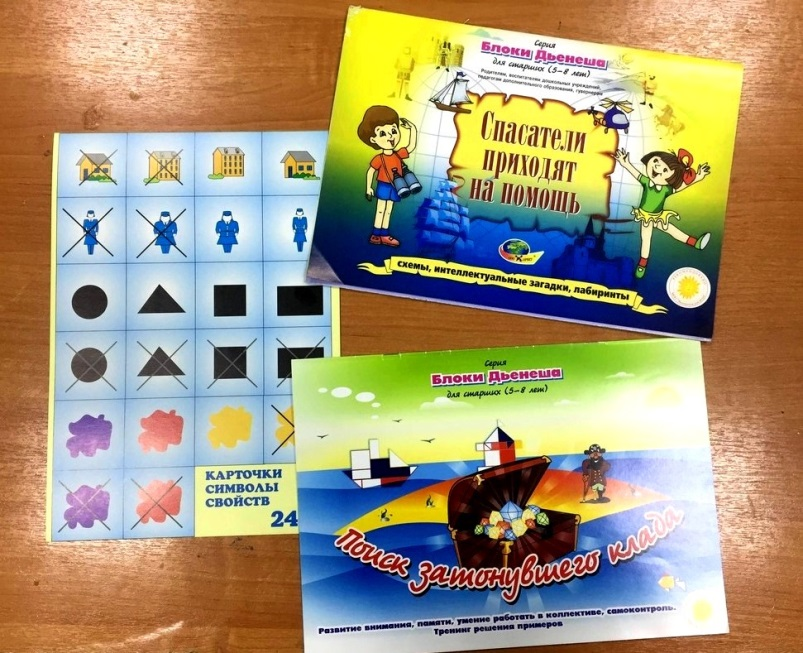 Серия
Блоки Дьенеша
для старших (5–8 лет)
Родителям, воспитателям дошкольных учреждений,
педагогам дополнительного образования, гувернерам
Спасатели
приходят
на помощь
схемы, интеллектуальные загадки, лабиринты
КАРТОЧКИ
СИМВОЛЫ
СВОЙСТВ
24
Серия
Блоки Дьенеша
для старших (5–8 лет)
Поиск затонувшего клада
Развитие внимания, памяти, умение работать в коллективе, самоконтроль.
Тренинг решения примеров